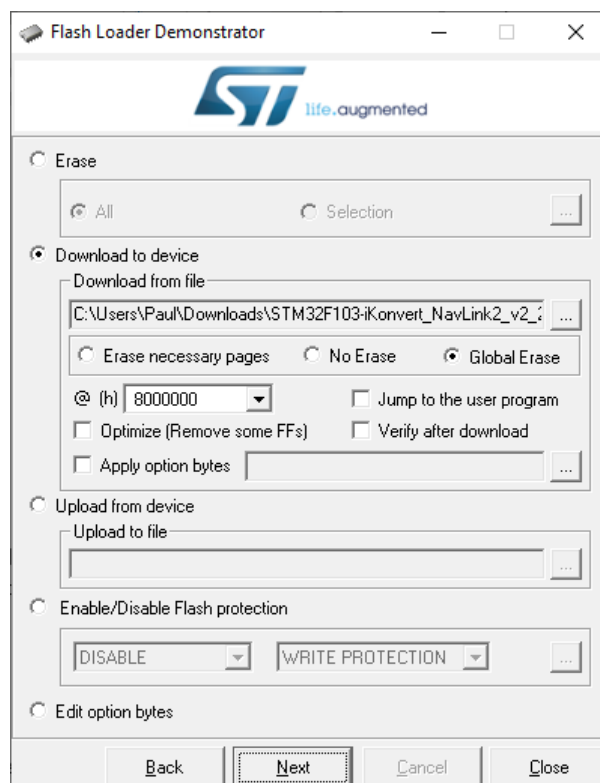 Flash Loader Demonstrator
ST life.augmented
Erase
All Selection ...
Download to device
Download from file
C:\Users\Paul\Downloads\STM32F103-iKonvert_NavLink2_v2_2 ...
Erase necessary pages No Erase Global Erase
@ (h) 8000000 Jump to the user program
Optimize (Remove some FFs) Verify after download
Apply option bytes ...
Upload from device
Upload to file
...
Enable/Disable Flash protection
DISABLE WRITE PROTECTION ...
Edit option bytes
Back Next Cancel Close